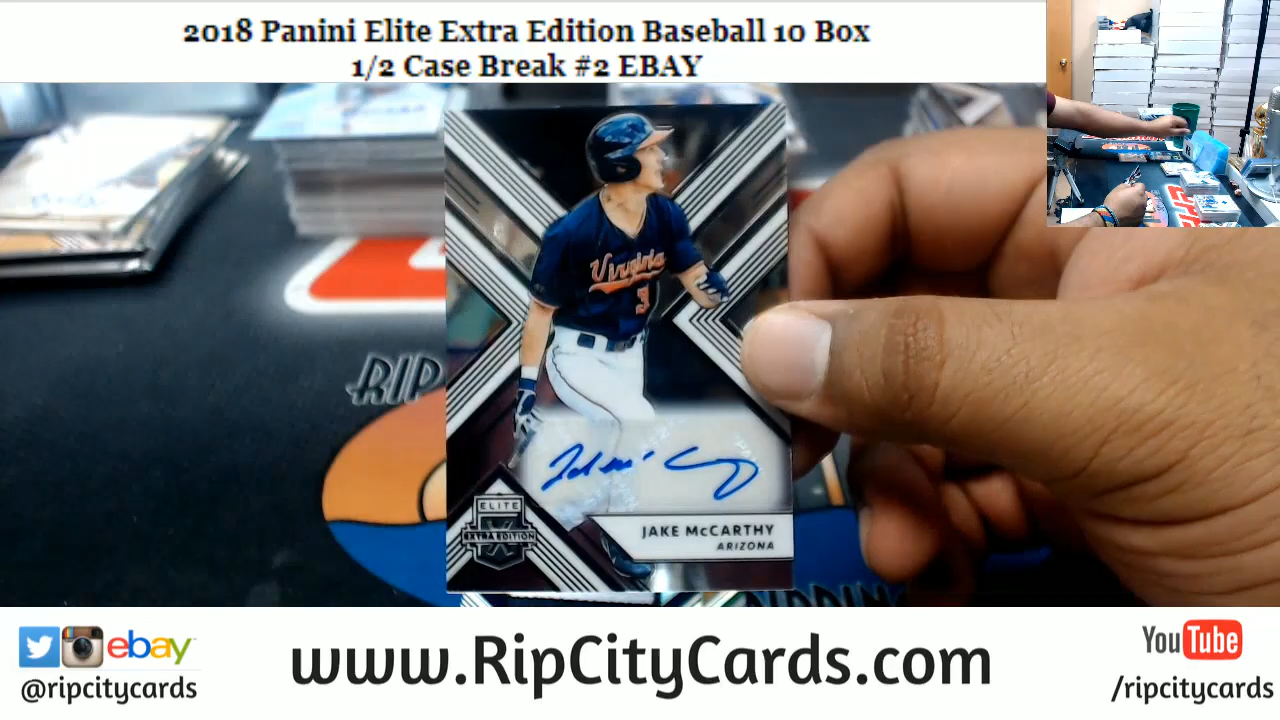 2018 Panini Elite Extra Edition Baseball 10 Box
1/2 Case Break #2 EBAY
RIP
Virginia
3
ELITE
EXTRA EDITION
X
JAKE McCARTHY
ARIZONA
ebay
@ripcitycards
www.RipCityCards.com
YouTube
/ripcitycards